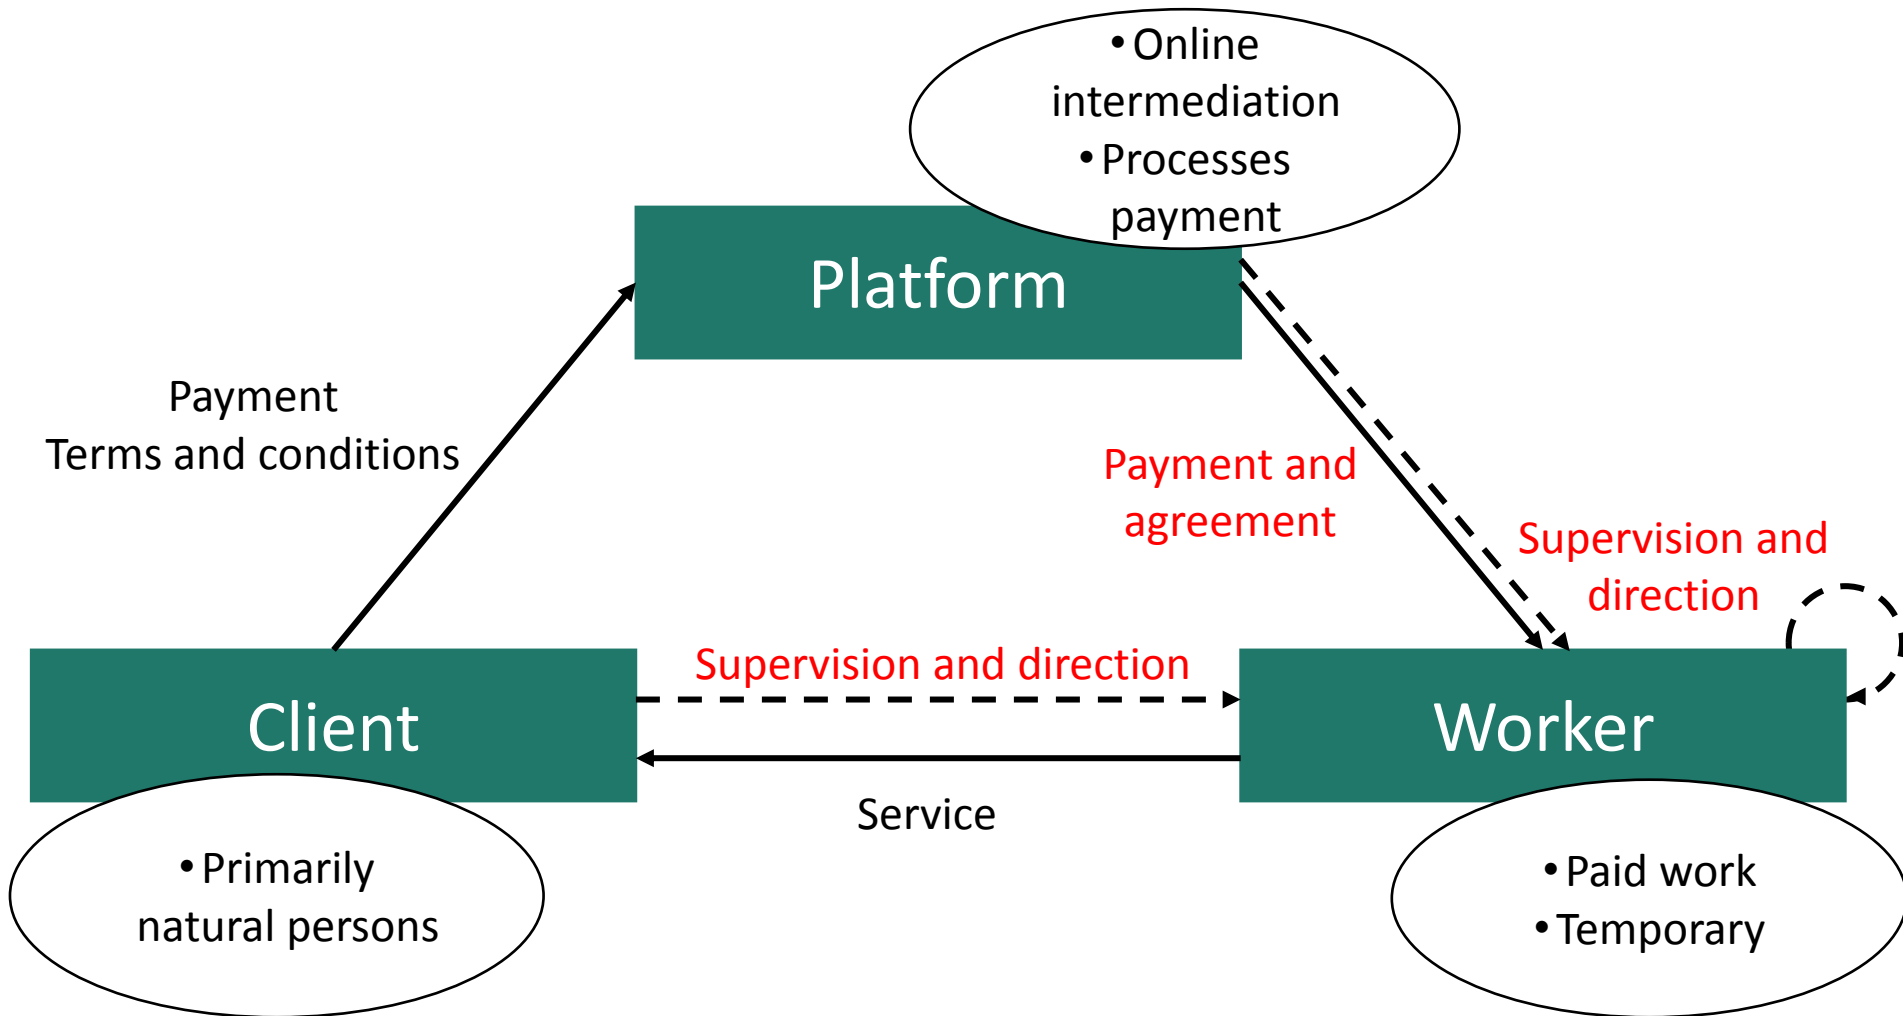 • Online
intermediation
• Processes
payment
Platform
Payment
Terms and conditions
Payment and
agreement
Supervision and
direction
Supervision and direction
Client
Worker
Service
• Primarily
natural persons
• Paid work
• Temporary